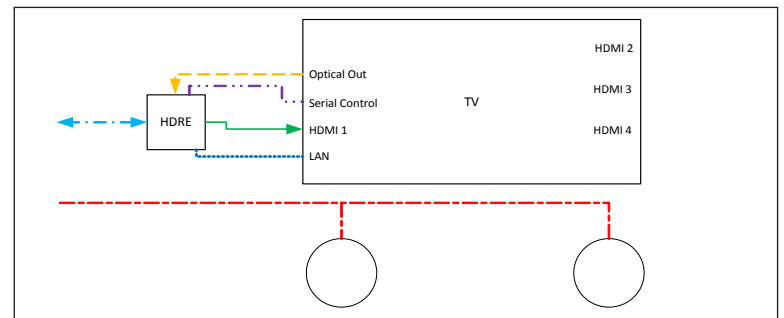 HDMI 2
Optical Out
HDMI 3
Serial Control
TV
HDRE
HDMI 1
HDMI 4
LAN